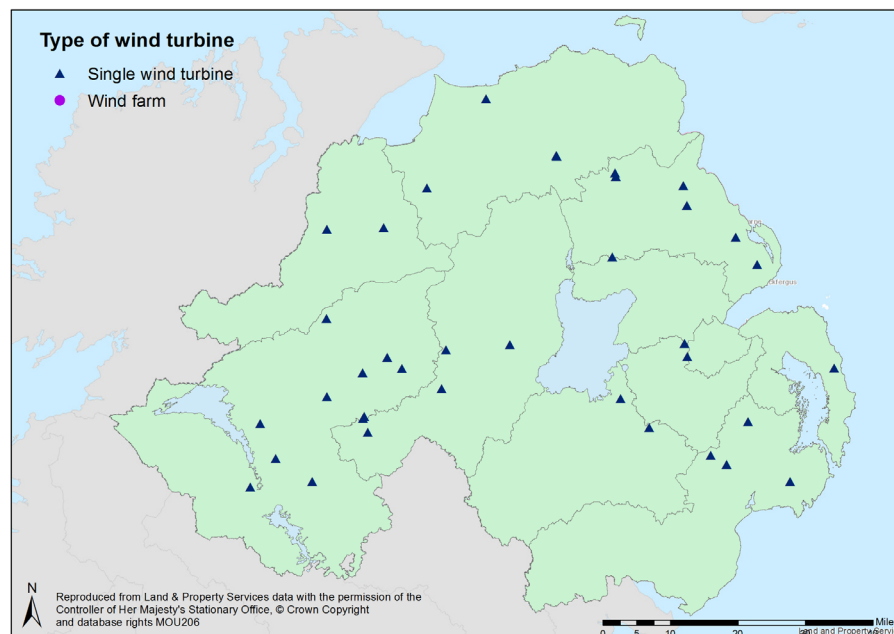 Type of wind turbine
Single wind turbine
Wind farm
N
Reproduced from Land & Property Services data with the permission of the
Controller of Her Majesty's Stationary Office, © Crown Copyright
and database rights MOU206
0 5 10 20 30